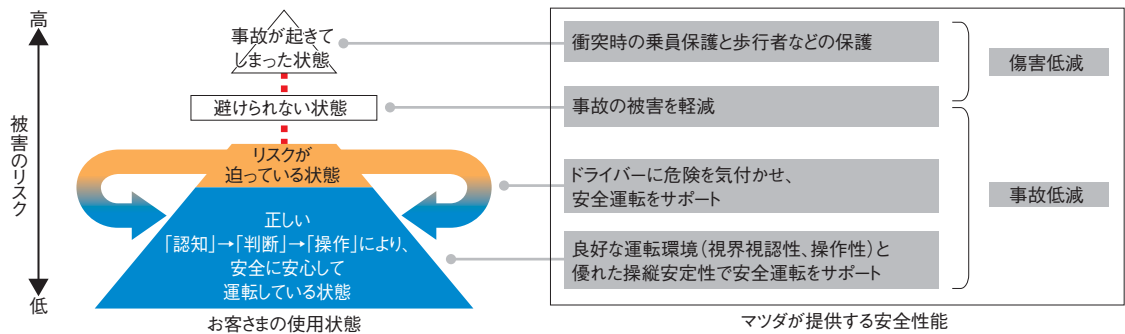 高
被害のリスク
低
事故が起きて
しまった状態
避けられない状態
リスクが
迫っている状態
正しい
「認知」→「判断」→「操作」により、
安全に安心して
運転している状態
お客さまの使用状態
衝突時の乗員保護と歩行者などの保護
事故の被害を軽減
ドライバーに危険を気付かせ、
安全運転をサポート
良好な運転環境（視界視認性、操作性）と
優れた操縦安定性で安全運転をサポート
傷害低減
事故低減
マツダが提供する安全性能